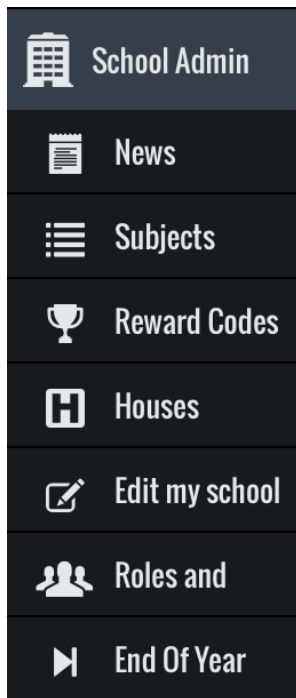 School Admin
News
Subjects
Reward Codes
Houses
Edit my school
Roles and
End Of Year